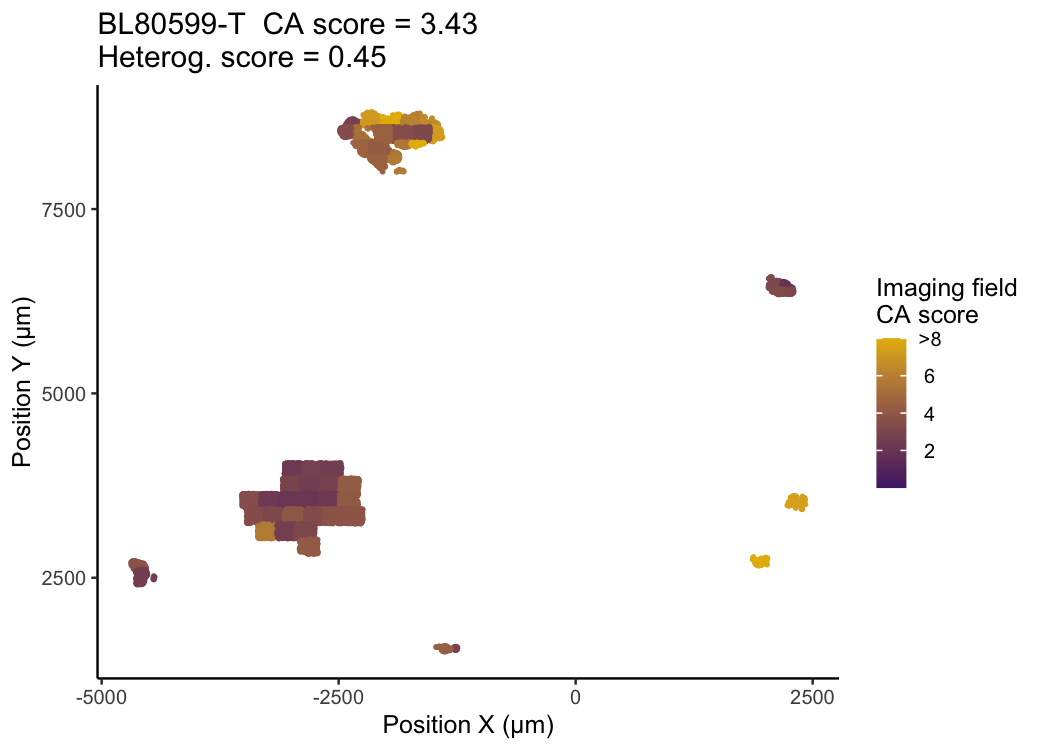 BL80599-T  CA score = 3.43
Heterog. score = 0.45
7500
5000
2500
Position Y (µm)
-5000
-2500
0
2500
Position X (µm)
Imaging field
CA score
>8
6
4
2